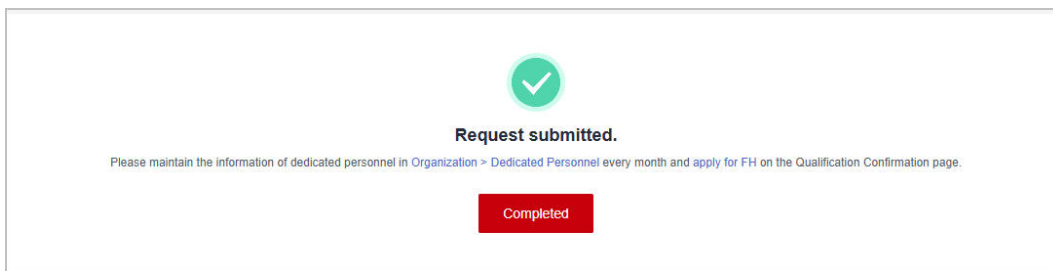 Request submitted.
Please maintain the information of dedicated personnel in Organization > Dedicated Personnel every month and apply for FH on the Qualification Confirmation page.
Completed